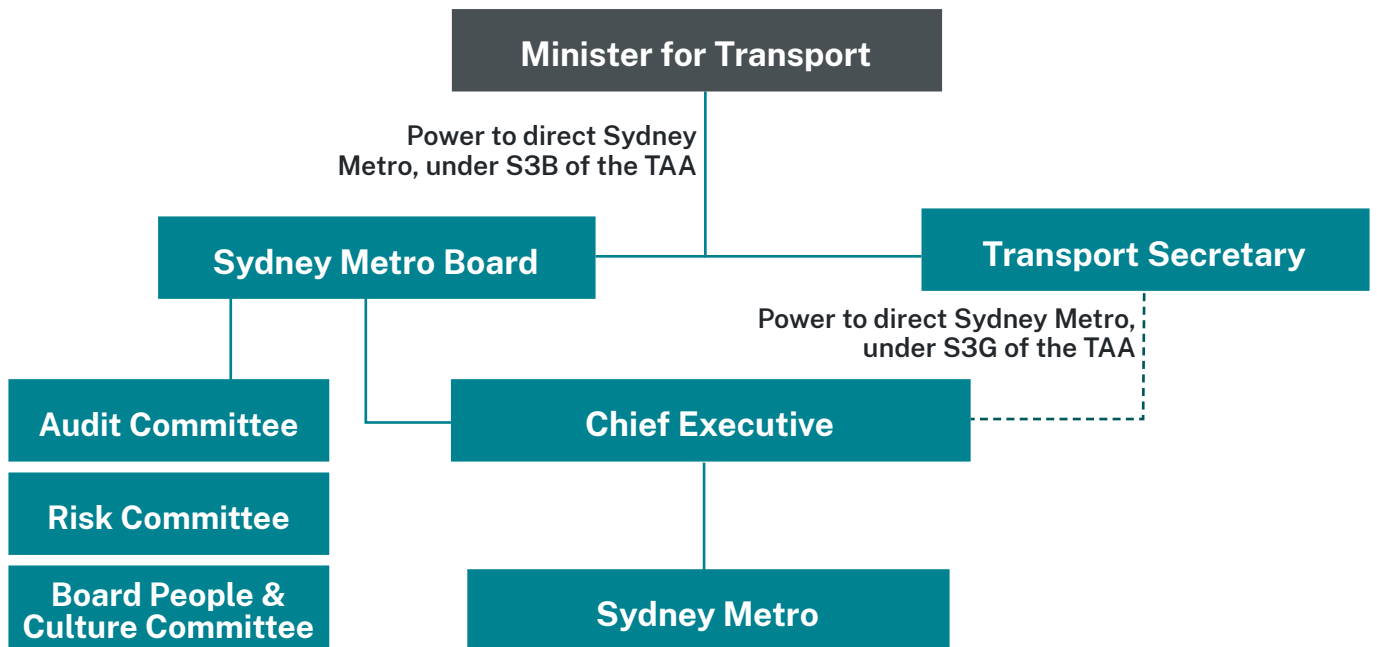 Minister for Transport
Power to direct Sydney
Metro, under S3B of the TAA
Sydney Metro Board
Transport Secretary
Power to direct Sydney Metro,
under S3G of the TAA
Audit Committee
Chief Executive
Risk Committee
Board People &
Culture Committee
Sydney Metro